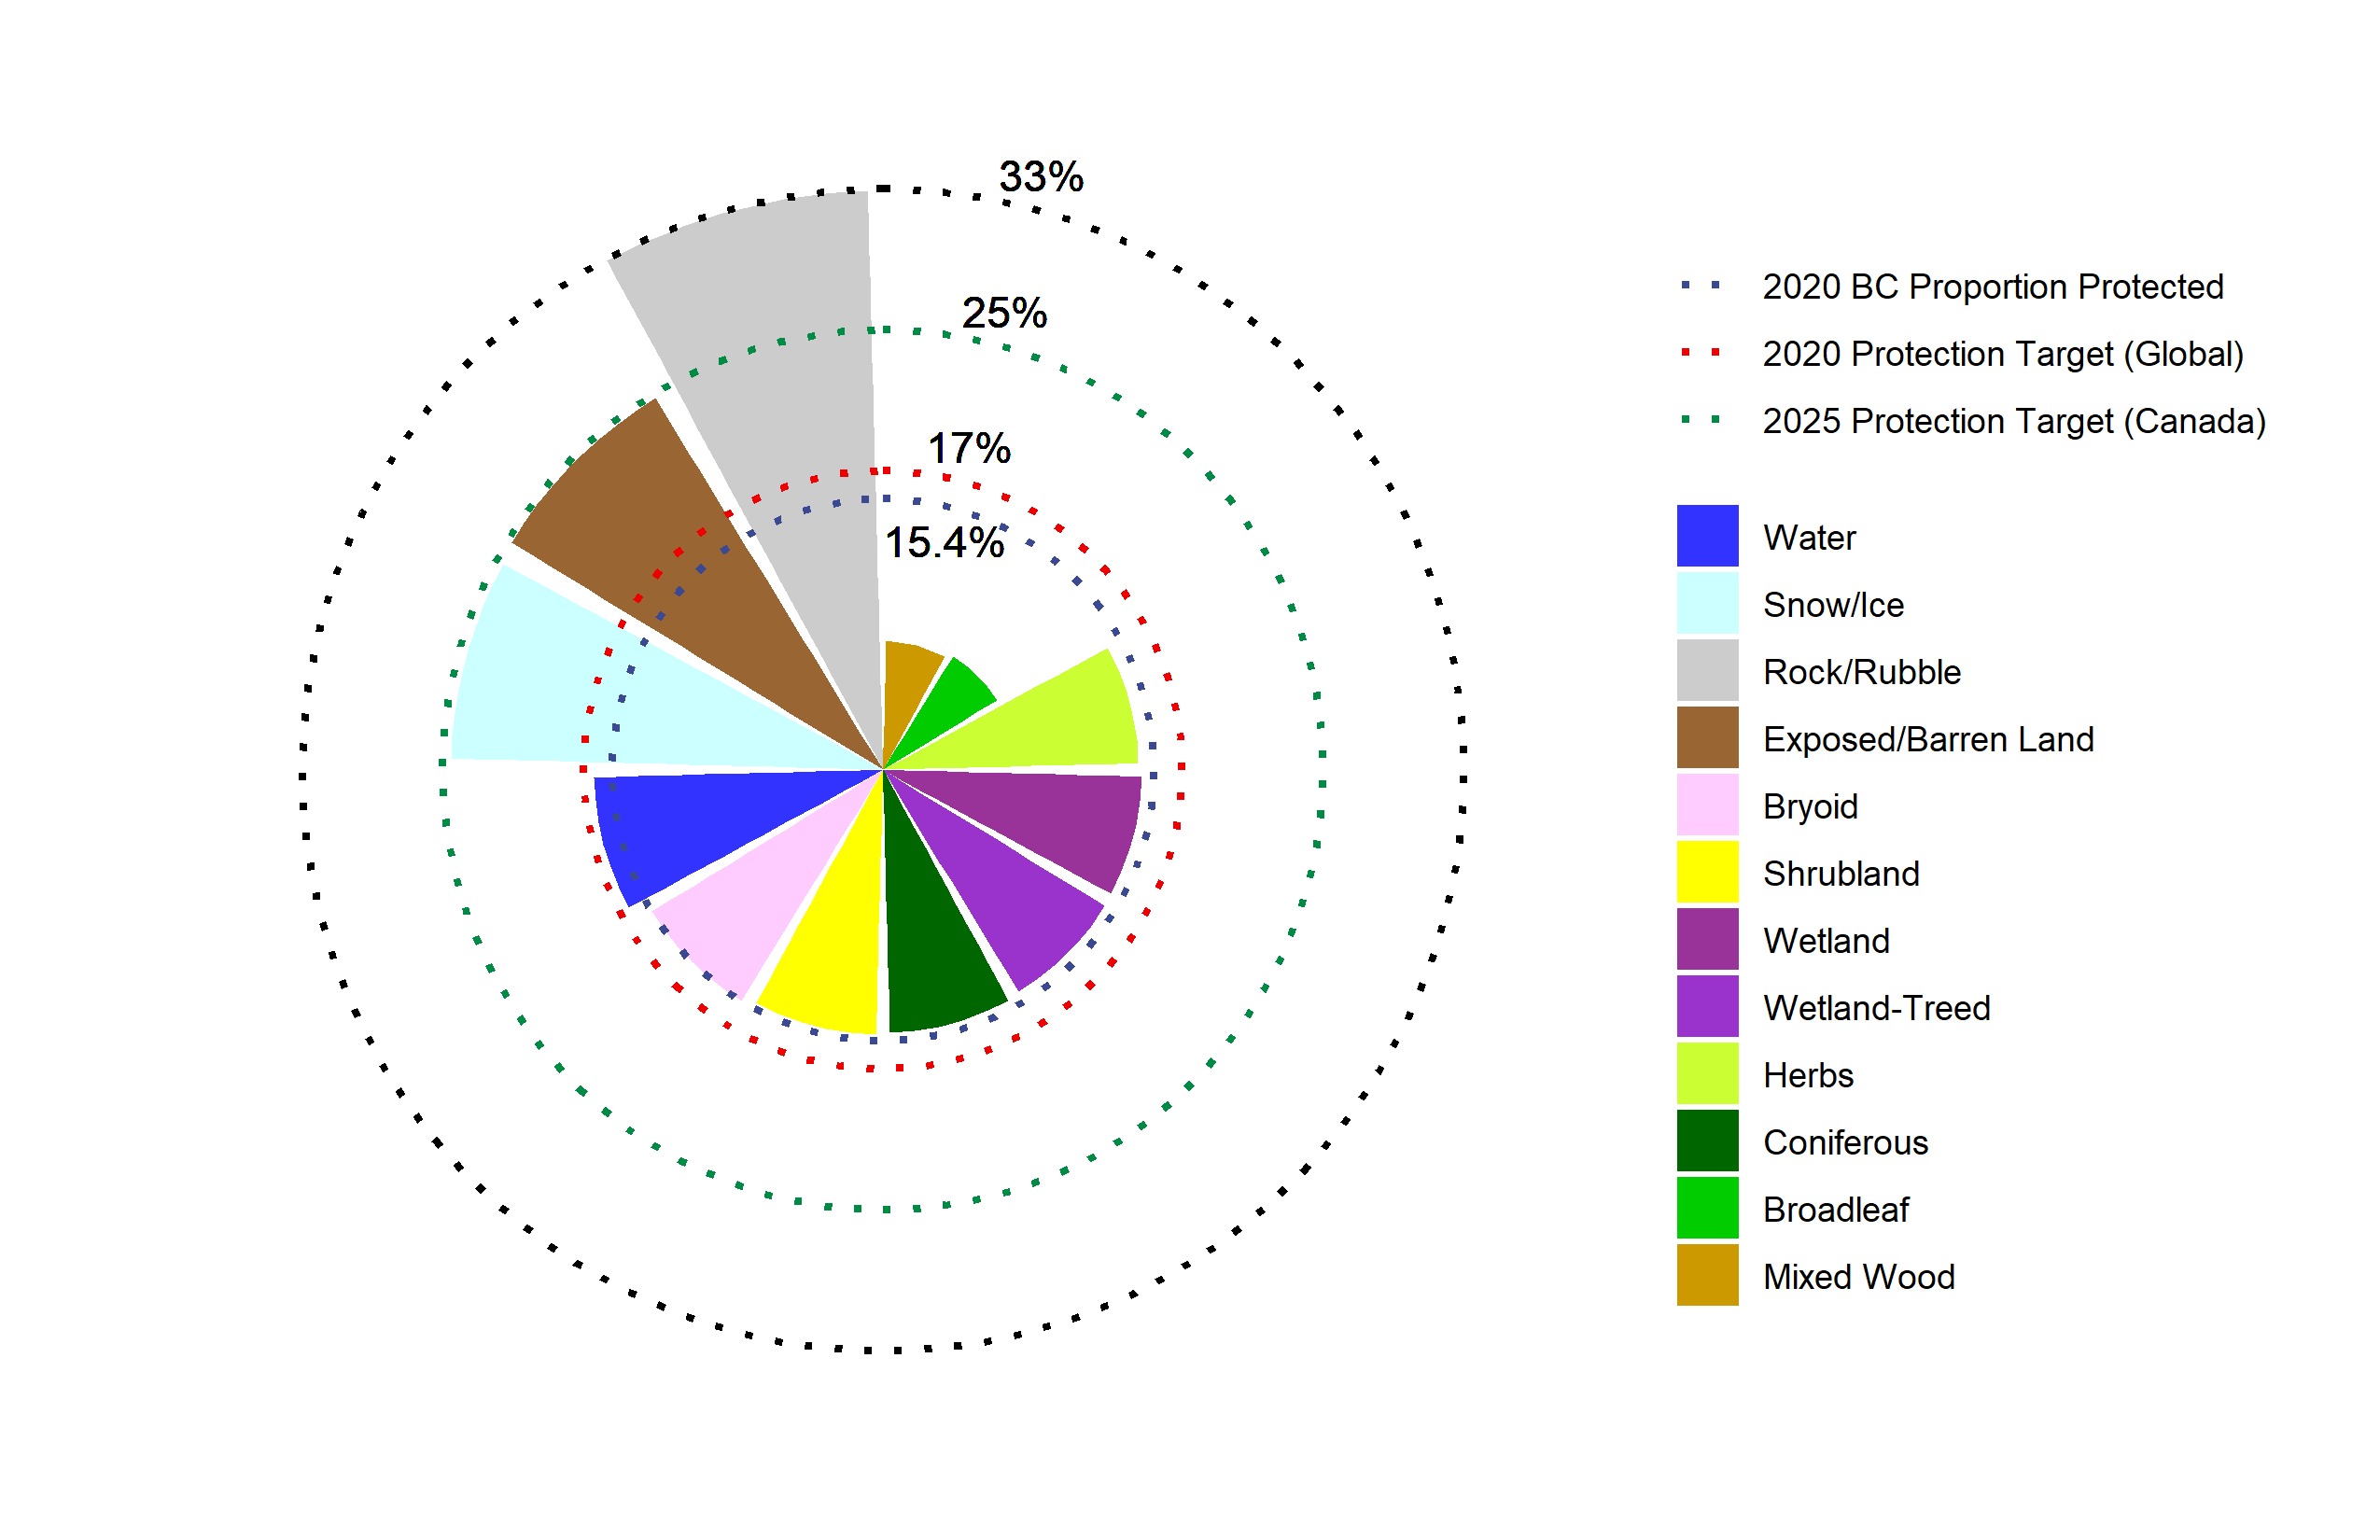 33%
25%
17%
15.4%
2020 BC Proportion Protected
2020 Protection Target (Global)
2025 Protection Target (Canada)
Water
Snow/Ice
Rock/Rubble
Exposed/Barren Land
Bryoid
Shrubland
Wetland
Wetland-Treed
Herbs
Coniferous
Broadleaf
Mixed Wood